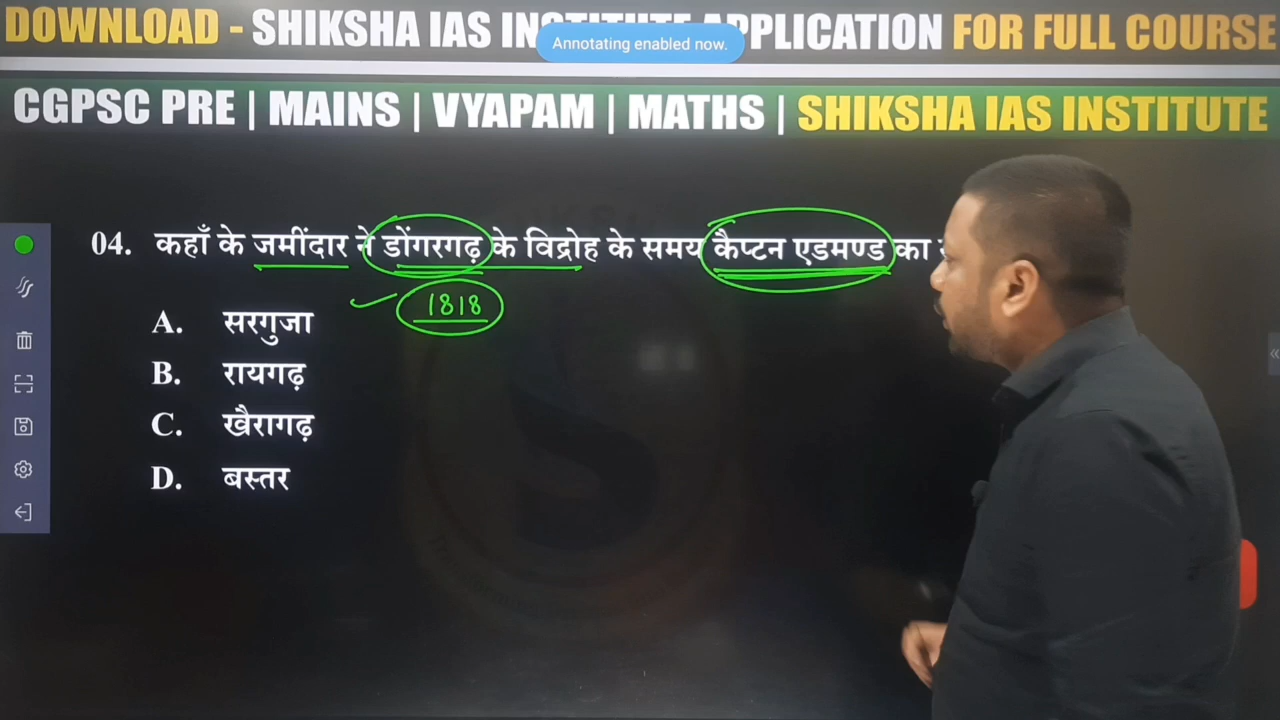 DOWNLOAD - SHIKSHA IAS IN PPLICATION FOR FULL COURSE
Annotating enabled now.
CGPSC PRE | MAINS | VYAPAM | MATHS | SHIKSHA IAS INSTITUTE
04. कहाँ के जमींदार ने डोंगरगढ़ के विद्रोह के समय कैप्टन एडमण्ड का
1818
A. सरगुजा
B. रायगढ़
C. खैरागढ़
D. बस्तर